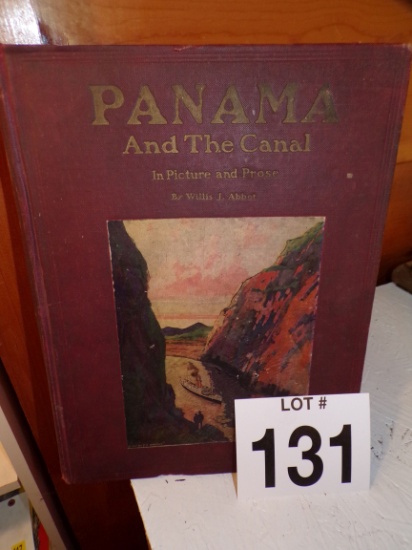 PANAMA
And The Canal
In Picture and Prose
By Willis J. Abbot
LOT #
131